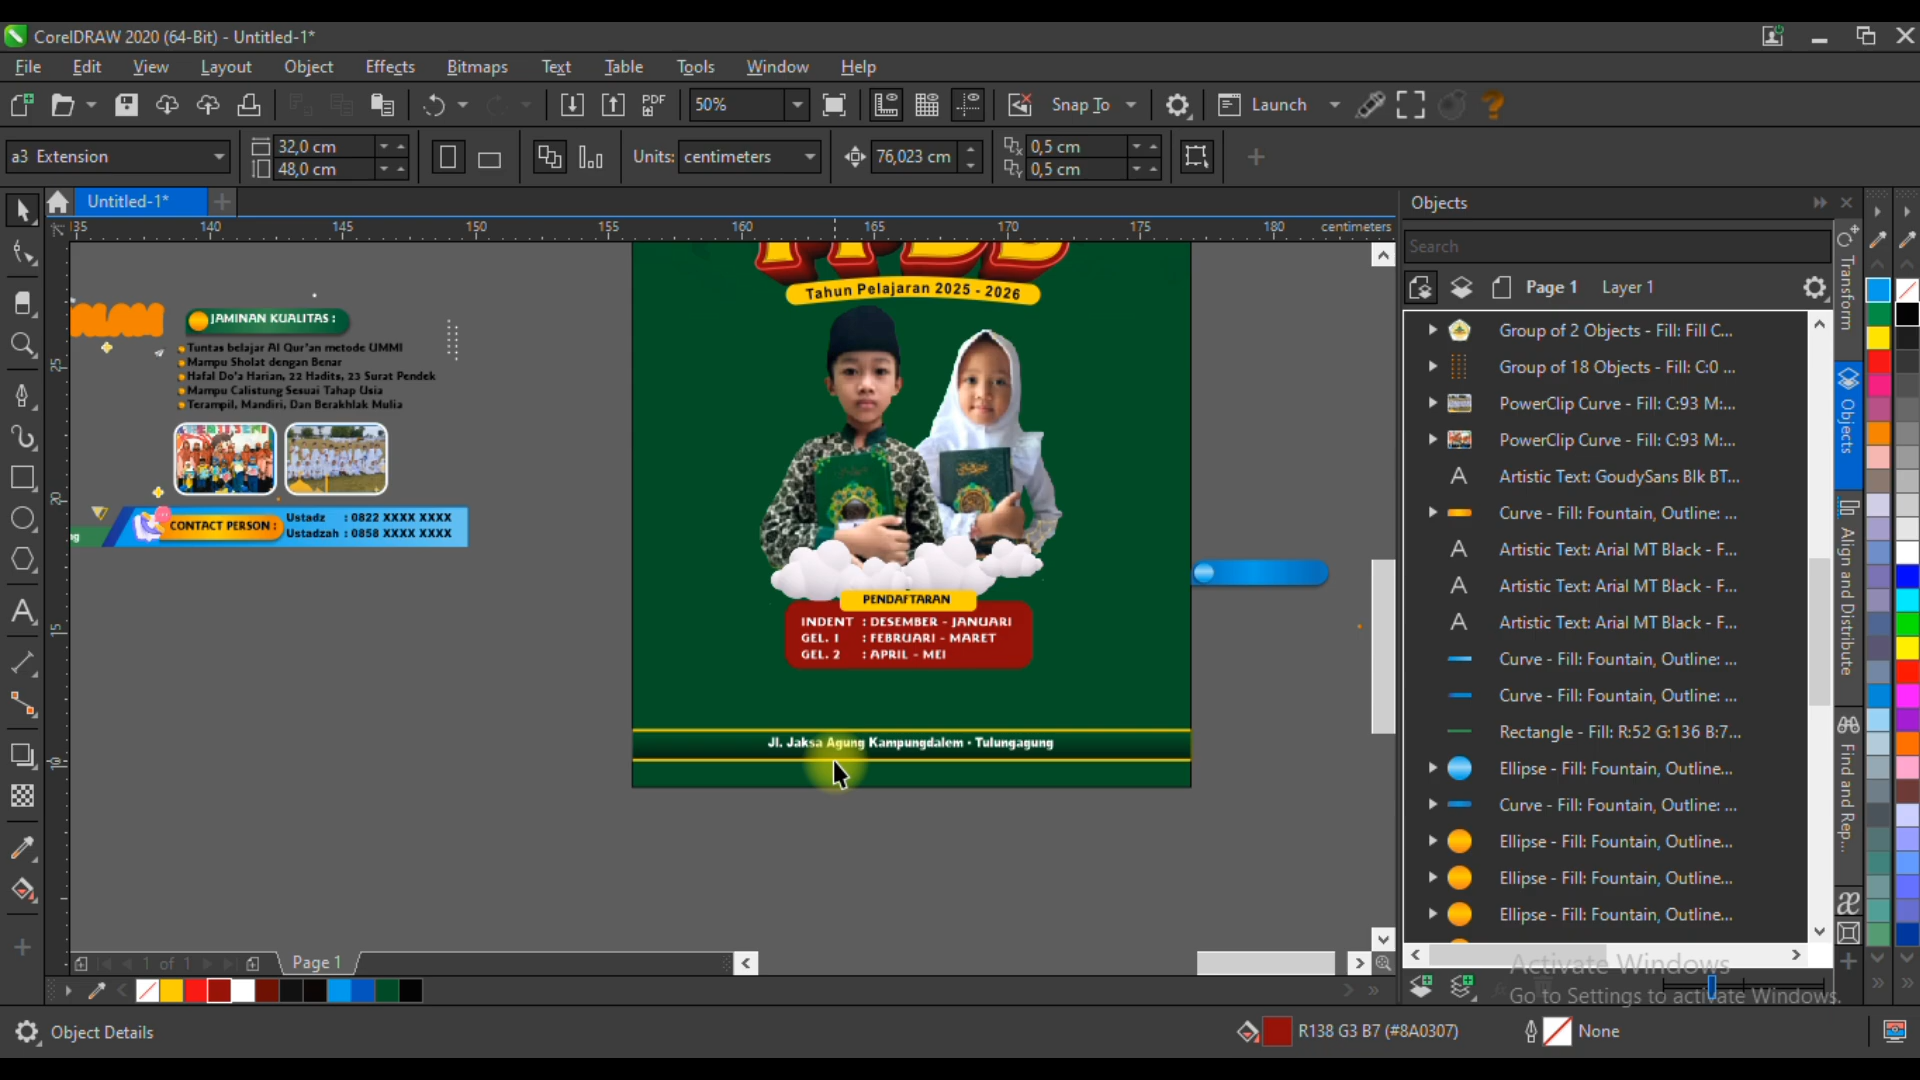 CorelDRAW 2020 (64-Bit) - Untitled-1*
File Edit View Layout Object Effects Bitmaps Text Table Tools Window Help
PDF 50% Snap To Launch
a3 Extension 32,0 cm 48,0 cm Units: centimeters 76,023 cm 0,5 cm 0,5 cm
Untitled-1*
140 145 150 155 160 165 170 175 180 centimeters
25
20
15
10
JAMINAN KUALITAS :
Tuntas belajar Al Qur'an metode UMMI
Mampu Sholat dengan Benar
Hafal Do'a Harian, 22 Hadits, 23 Surat Pendek
Mampu Calistung Sesuai Tahap Usia
Terampil, Mandiri, Dan Berakhlak Mulia
CONTACT PERSON :
Ustadz : 0822 XXXX XXXX
Ustadzah : 0858 XXXX XXXX
Tahun Pelajaran 2025 - 2026
PENDAFTARAN
INDENT : DESEMBER - JANUARI
GEL. 1 : FEBRUARI - MARET
GEL. 2 : APRIL - MEI
Jl. Jaksa Agung Kampungdalem - Tulungagung
Objects
Search
Page 1 Layer 1
Group of 2 Objects - Fill: Fill C...
Group of 18 Objects - Fill: C:0 ...
PowerClip Curve - Fill: C:93 M:...
PowerClip Curve - Fill: C:93 M:...
Artistic Text: GoudySans Blk BT...
Curve - Fill: Fountain, Outline: ...
Artistic Text: Arial MT Black - F...
Artistic Text: Arial MT Black - F...
Artistic Text: Arial MT Black - F...
Curve - Fill: Fountain, Outline: ...
Curve - Fill: Fountain, Outline: ...
Rectangle - Fill: R:52 G:136 B:7...
Ellipse - Fill: Fountain, Outline...
Curve - Fill: Fountain, Outline: ...
Ellipse - Fill: Fountain, Outline...
Ellipse - Fill: Fountain, Outline...
Ellipse - Fill: Fountain, Outline...
Transform
Objects
Align and Distribute
Find and Rep...
1 of 1
Page 1
Activate Windows
Go to Settings to activate Windows.
Object Details
R138 G3 B7 (#8A0307)
None